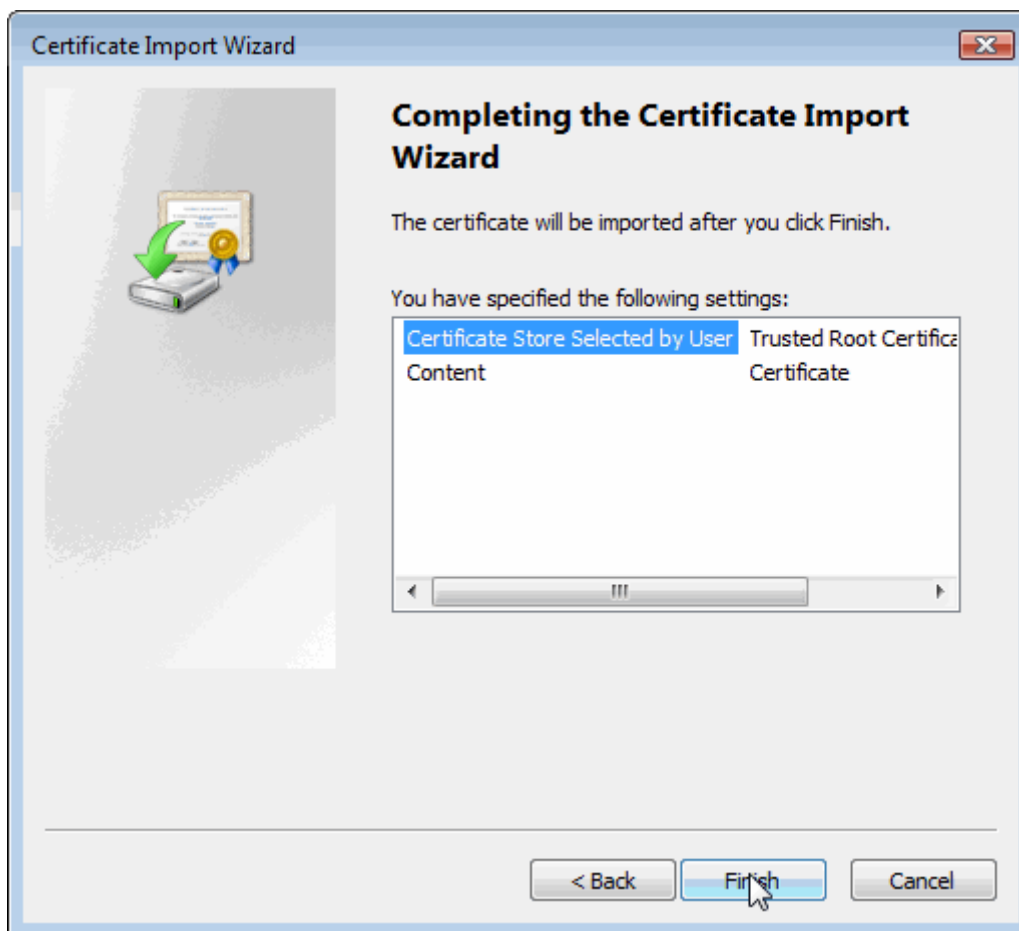 Certificate Import Wizard
Completing the Certificate Import
Wizard
The certificate will be imported after you click Finish.
You have specified the following settings:
Certificate Store Selected by User Trusted Root Certifica
Content Certificate
< Back Finish Cancel